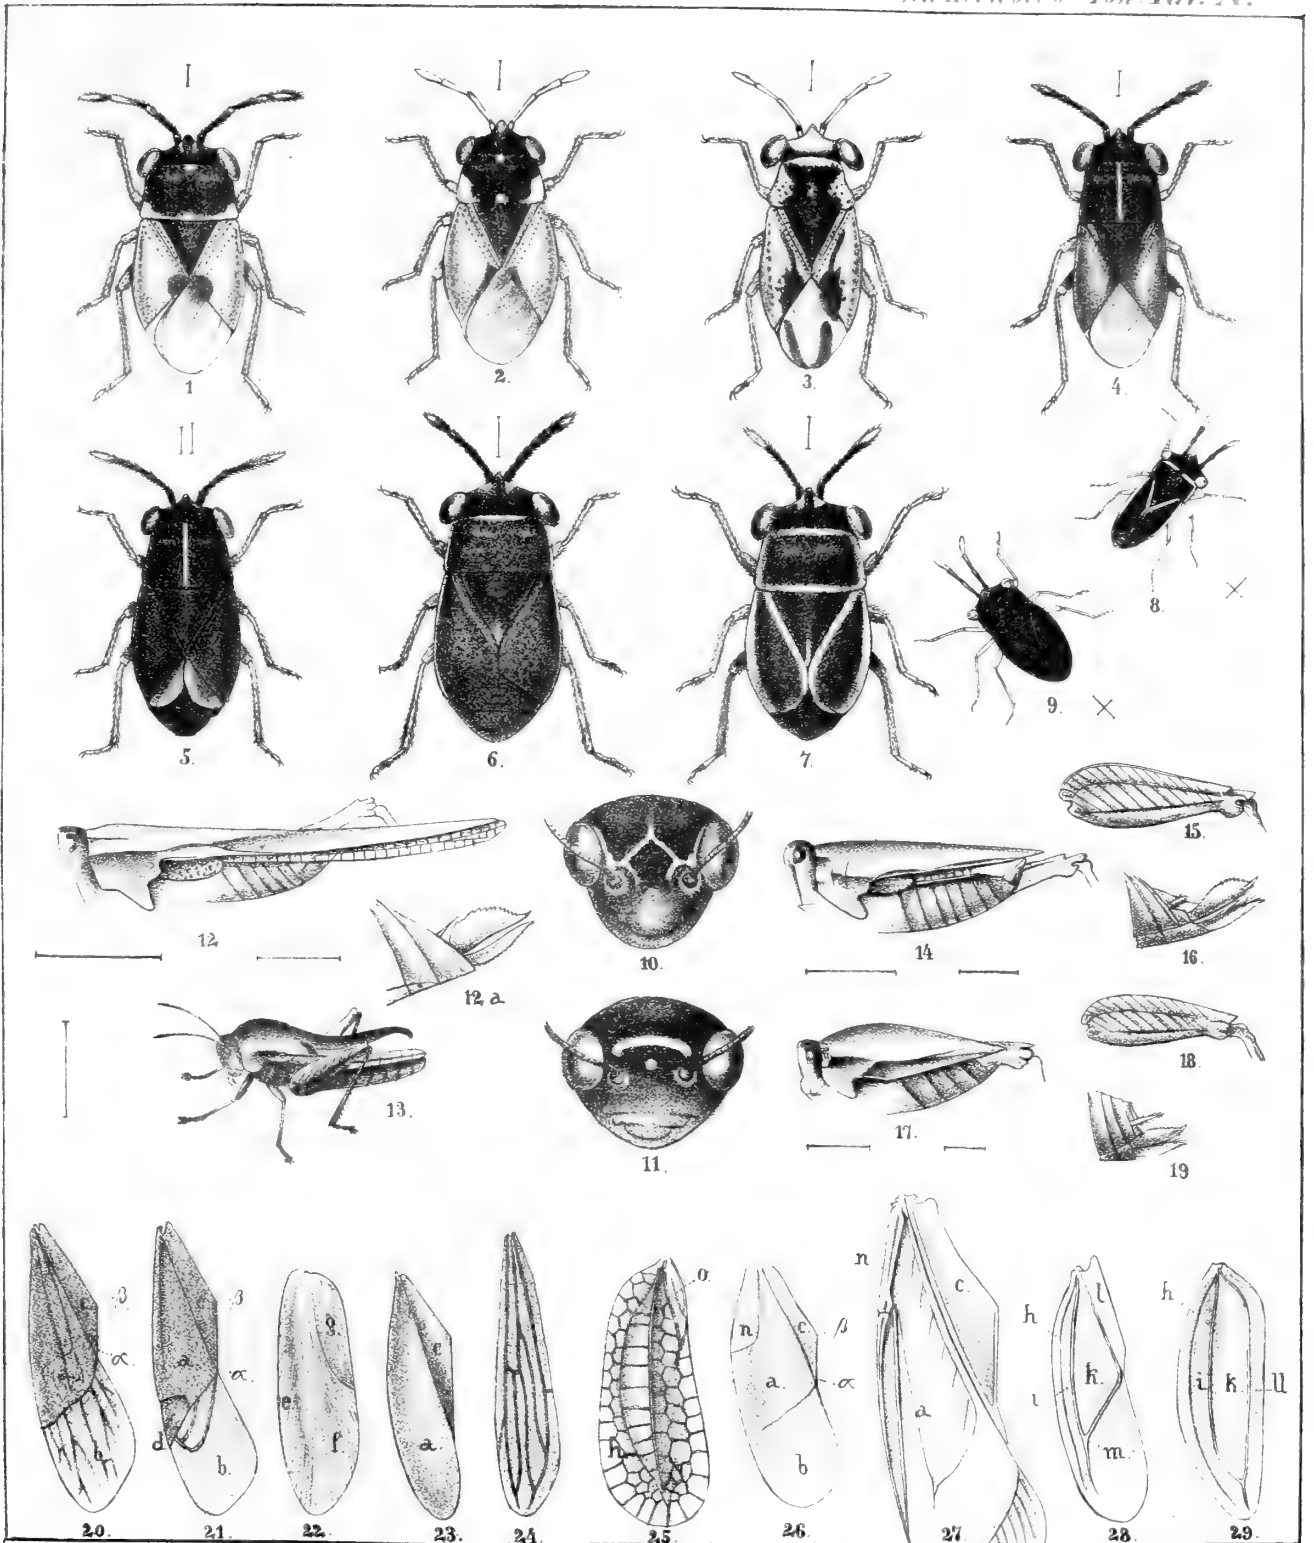 1
2.
3.
4.
5.
6.
7.
8.
9.
10.
11.
12
12,a
13.
14
15.
16.
17.
18.
19
n
c
h
l
h
o.
n
c
β
α
a.
b
c
β
α
a
b.
c
β
α
a
d
b.
g.
e
f
c
a
h
a
i
k
m
i
k
ll
20.
21.
22.
23.
24.
25.
26.
27.
28.
29.